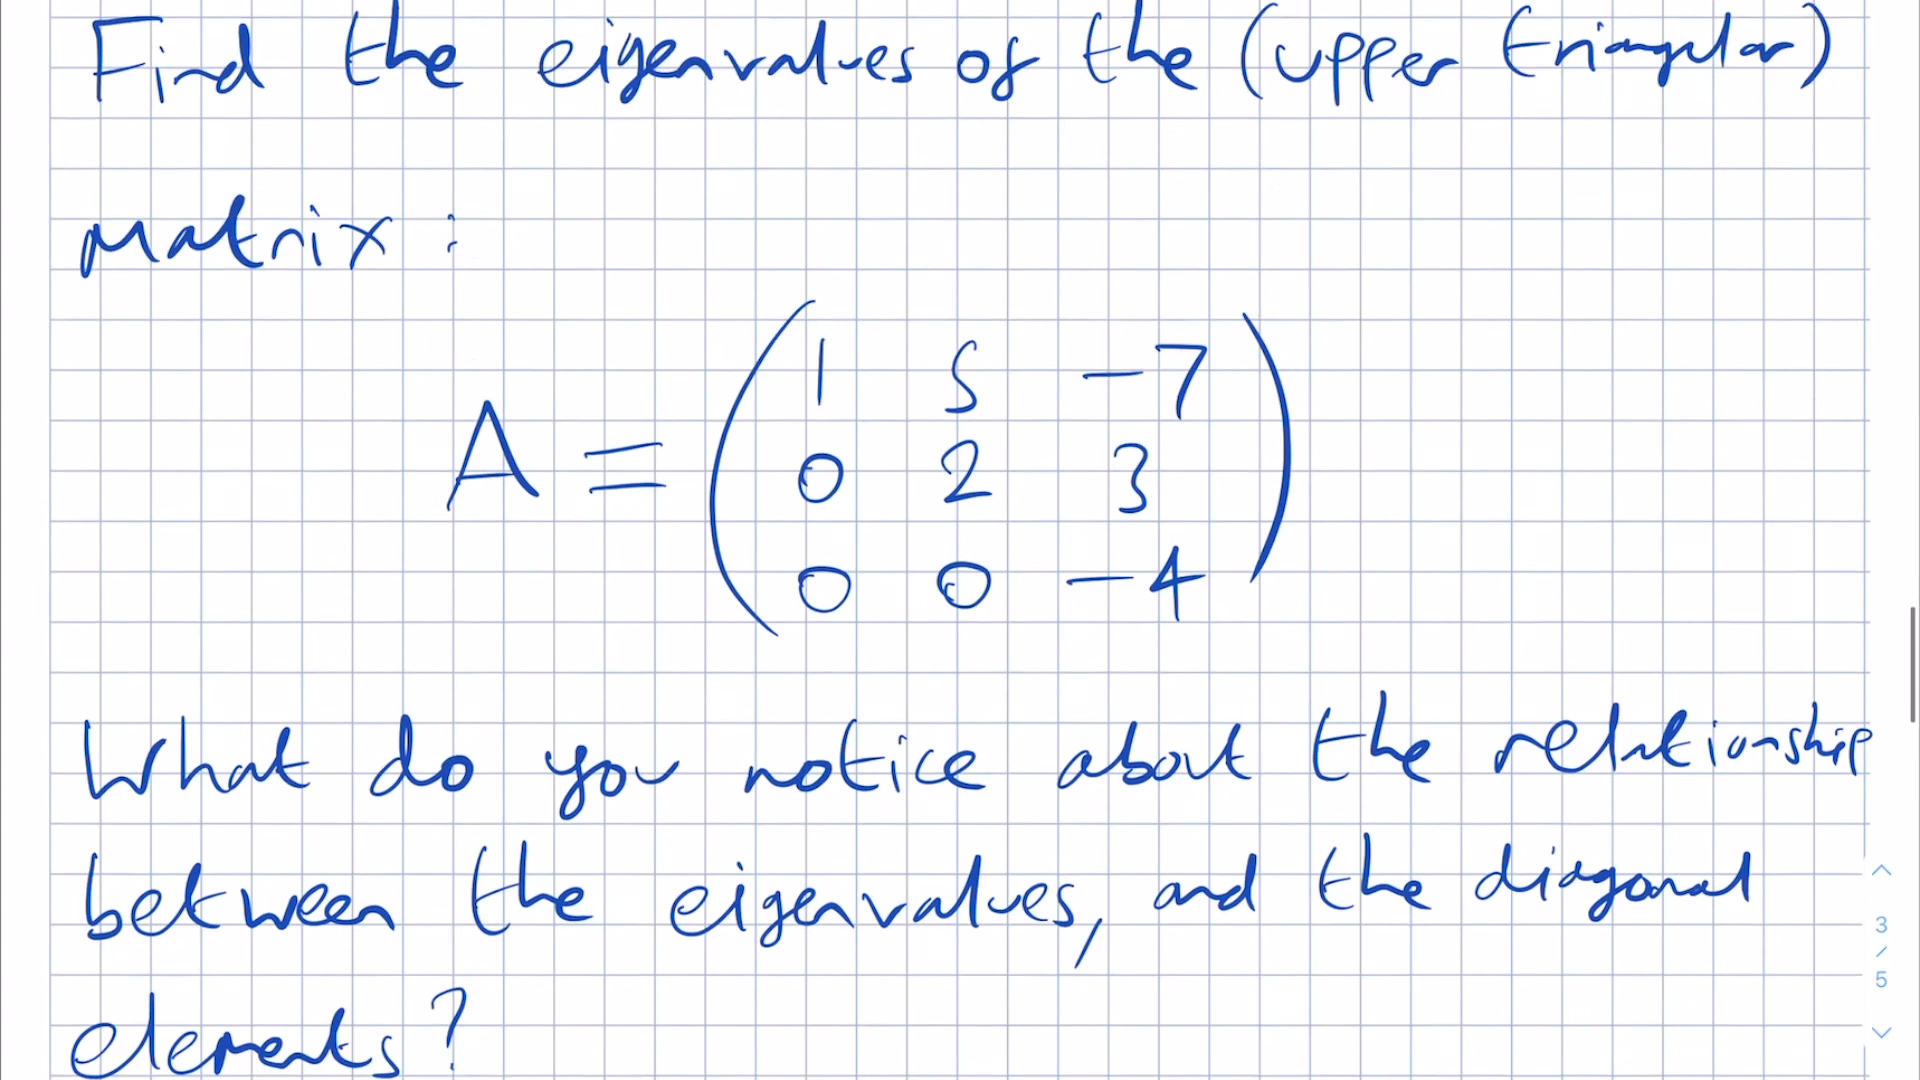 Find the eigenvalues of the (upper triangular)
matrix:
A = ( 1 5 -7
0 2 3
0 0 -4 )
What do you notice about the relationship
between the eigenvalues, and the diagonal
elements?
3
/
5